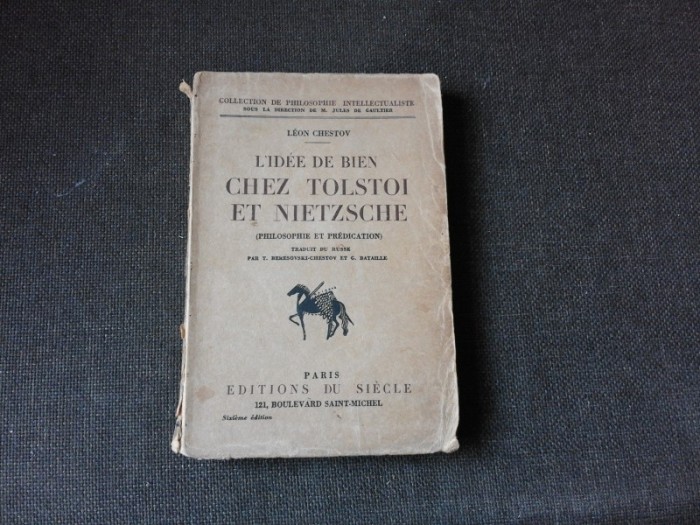 COLLECTION DE PHILOSOPHIE INTELLECTUALISTE
SOUS LA DIRECTION DE M. JULES DE GAULTIER
LÉON CHESTOV
L'IDÉE DE BIEN
CHEZ TOLSTOI
ET NIETZSCHE
(PHILOSOPHIE ET PRÉDICATION)
TRADUIT DU RUSSE
PAR T. BERESOVSKI-CHESTOV ET G. BATAILLE
PARIS
EDITIONS DU SIÈCLE
121, BOULEVARD SAINT-MICHEL
Sixième édition